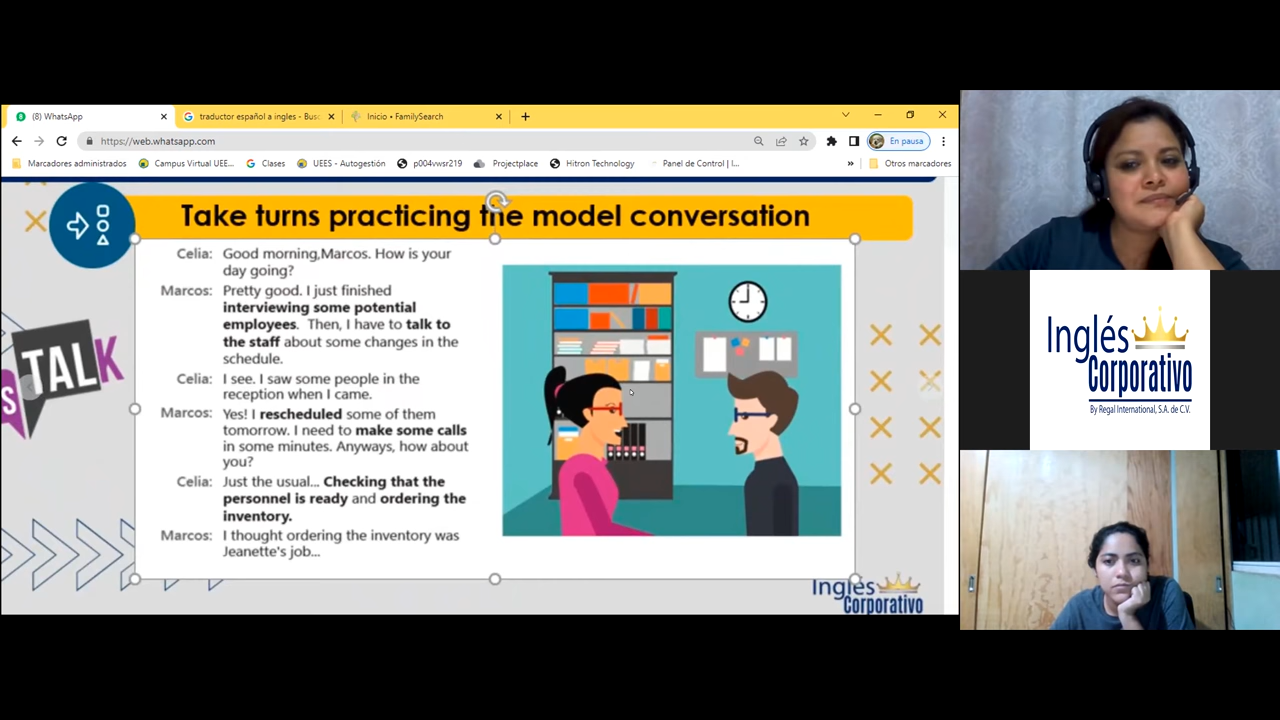 (8) WhatsApp
traductor español a ingles - Busc
Inicio • FamilySearch
https://web.whatsapp.com
En pausa
Marcadores administrados
Campus Virtual UEE...
Clases
UEES - Autogestión
p004vwsr219
Projectplace
Hitron Technology
Panel de Control | I...
»
Otros marcadores
Take turns practicing the model conversation
S TALK
Celia: Good morning,Marcos. How is your
day going?
Marcos: Pretty good. I just finished
interviewing some potential
employees. Then, I have to talk to
the staff about some changes in the
schedule.
Celia: I see. I saw some people in the
reception when I came.
Marcos: Yes! I rescheduled some of them
tomorrow. I need to make some calls
in some minutes. Anyways, how about
you?
Celia: Just the usual... Checking that the
personnel is ready and ordering the
inventory.
Marcos: I thought ordering the inventory was
Jeanette's job...
Inglés
Corporativo
Inglés
Corporativo
By Regal International, S.A. de C.V.